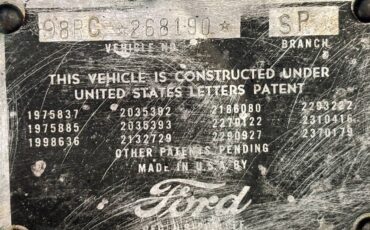 98BC * 268190 * SP *
VEHICLE NO. BRANCH
THIS VEHICLE IS CONSTRUCTED UNDER
UNITED STATES LETTERS PATENT
1975837 2035392 2186080 2293222
1975885 2035393 2270122 2310416
1998636 2132729 2290927 2370179
OTHER PATENTS PENDING
MADE IN U.S.A. BY
Ford